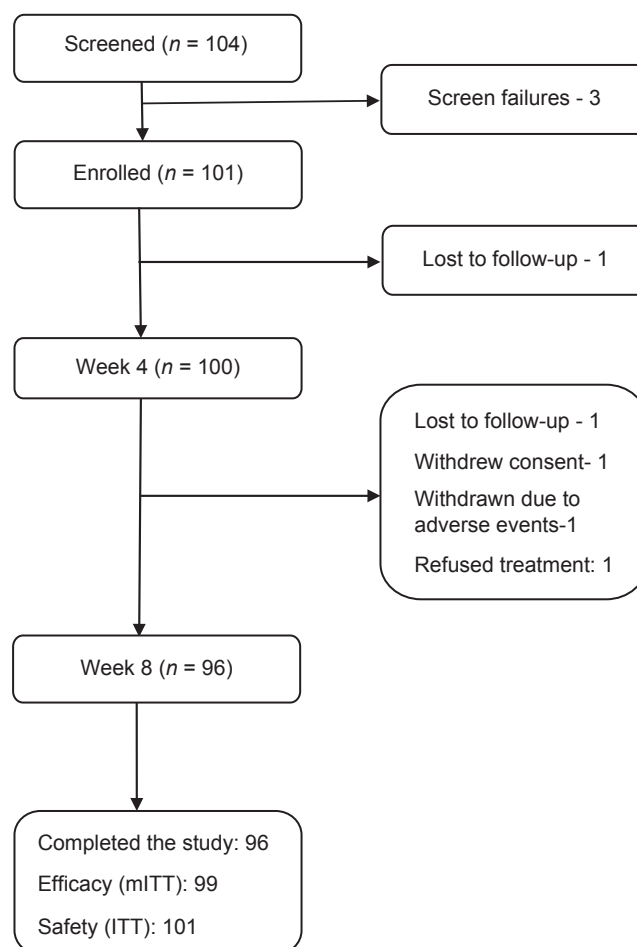 Screened (n = 104)
Screen failures - 3
Enrolled (n = 101)
Lost to follow-up - 1
Week 4 (n = 100)
Lost to follow-up - 1
Withdrew consent- 1
Withdrawn due to
adverse events-1
Refused treatment: 1
Week 8 (n = 96)
Completed the study: 96
Efficacy (mITT): 99
Safety (ITT): 101